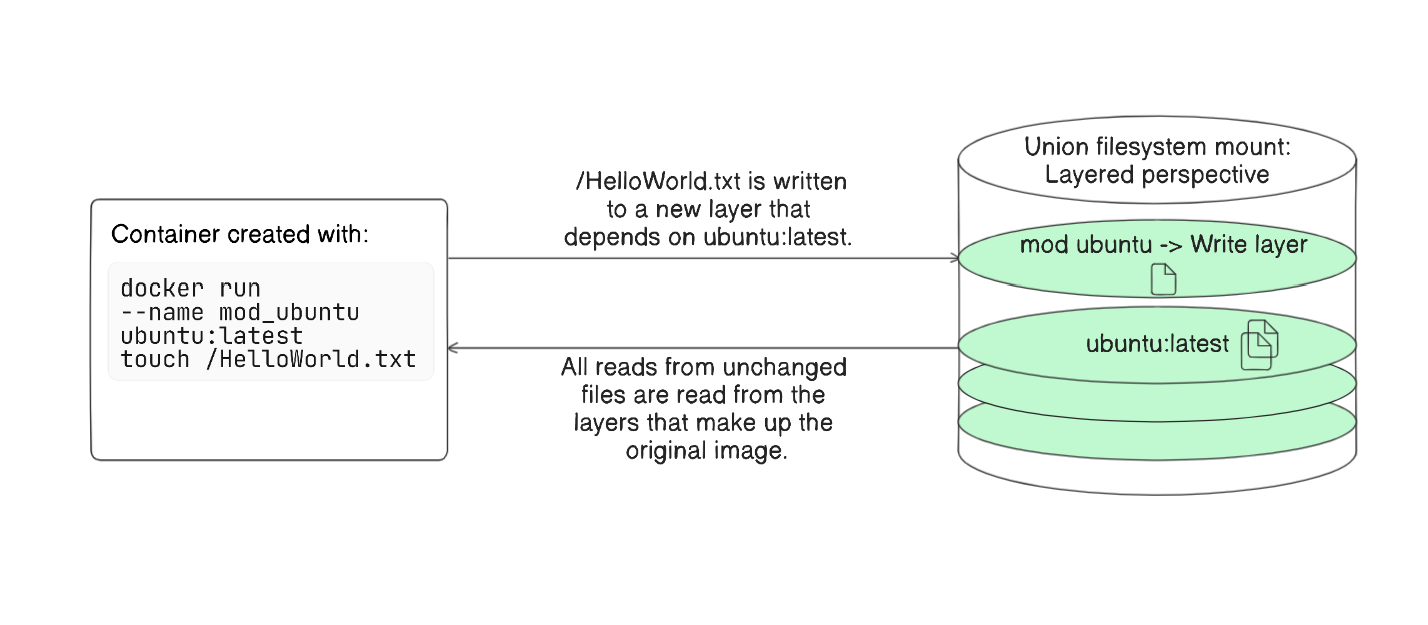 Container created with:
docker run
--name mod_ubuntu
ubuntu:latest
touch /HelloWorld.txt
/HelloWorld.txt is written
to a new layer that
depends on ubuntu:latest.
All reads from unchanged
files are read from the
layers that make up the
original image.
Union filesystem mount:
Layered perspective
mod ubuntu -> Write layer
ubuntu:latest